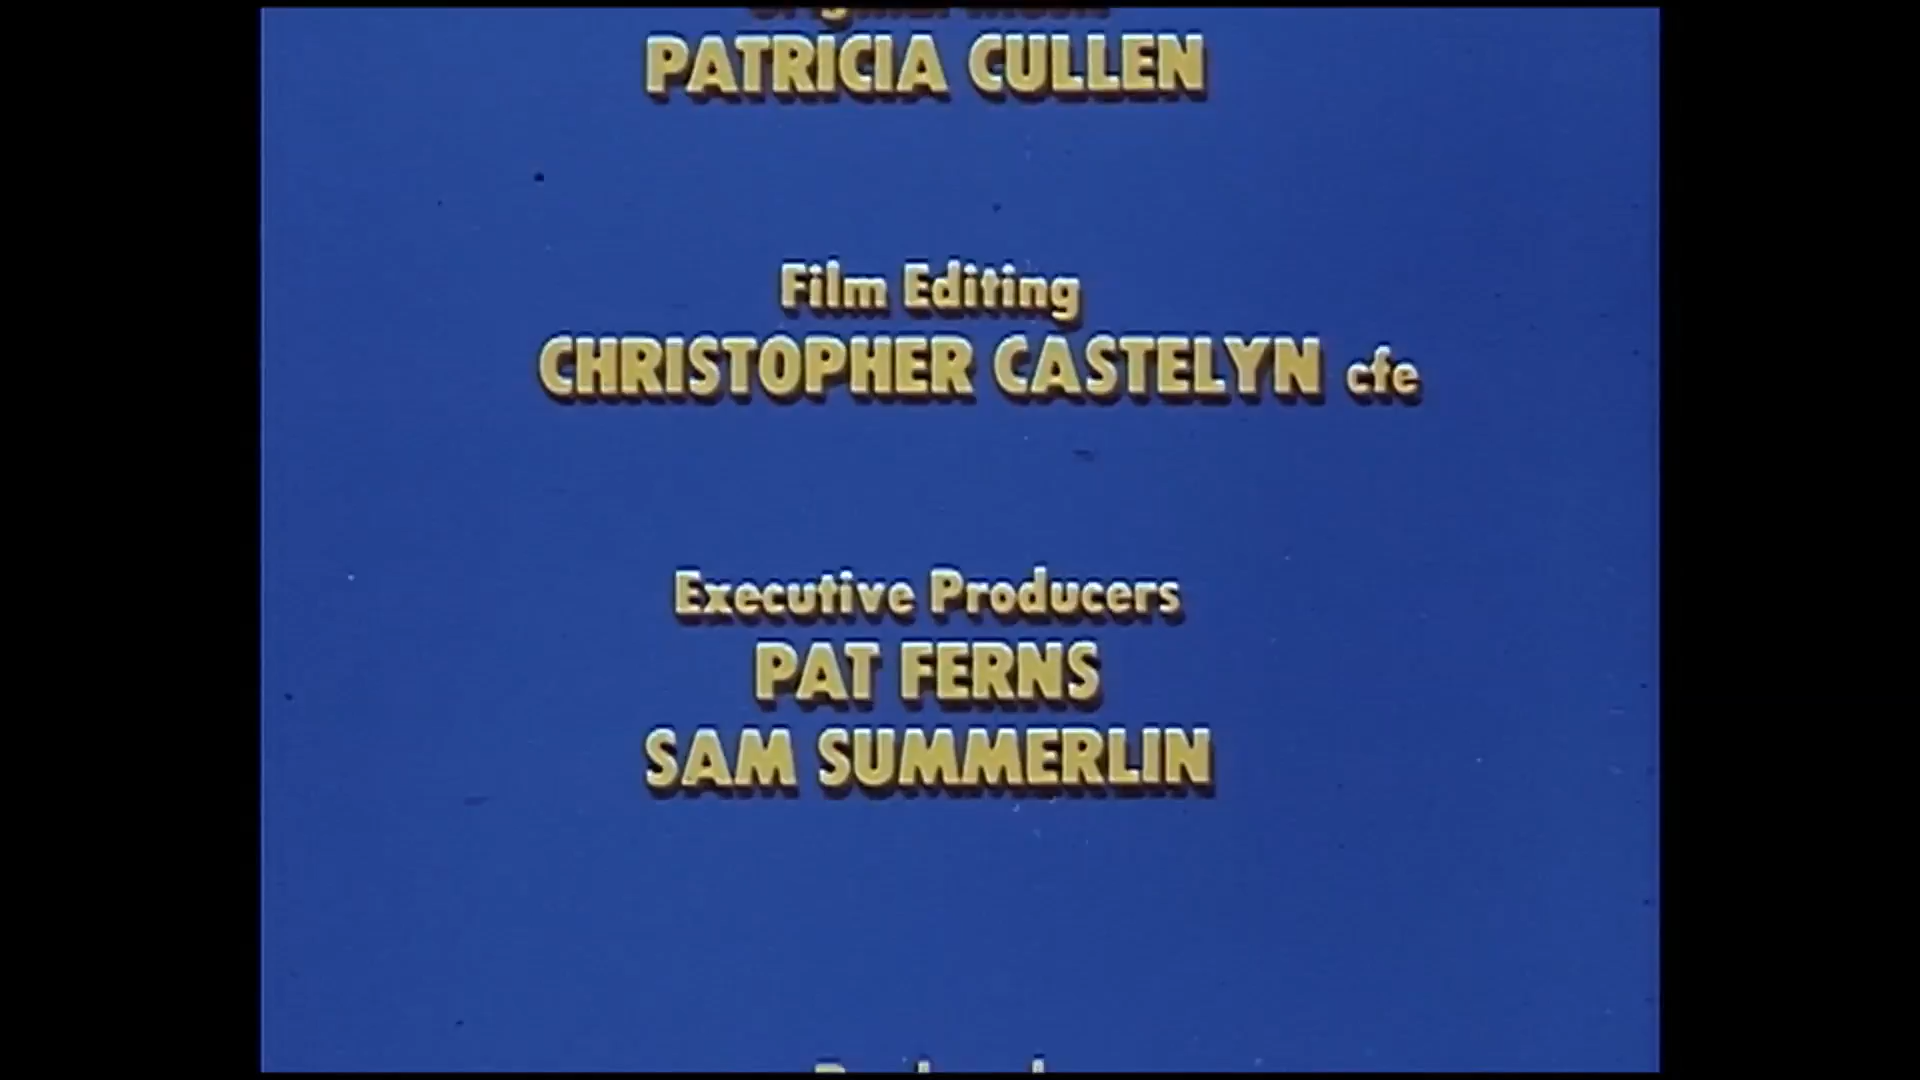 PATRICIA CULLEN
Film Editing
CHRISTOPHER CASTELYN cfe
Executive Producers
PAT FERNS
SAM SUMMERLIN